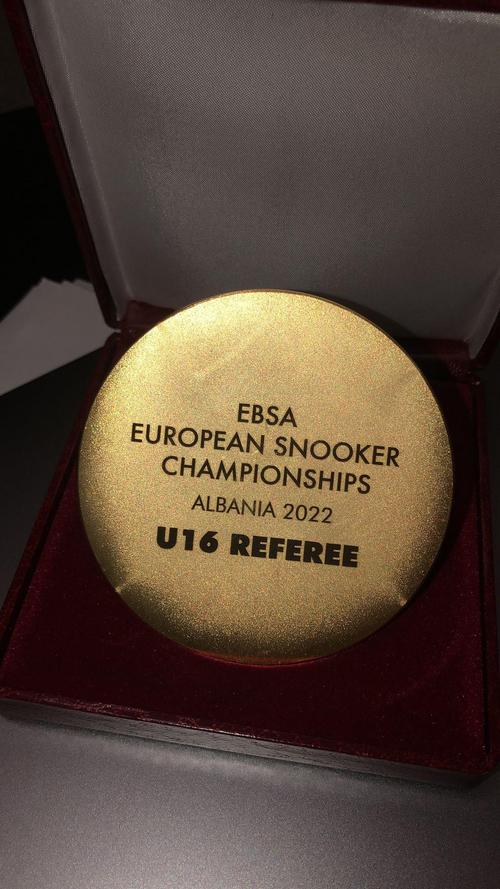 EBSA
EUROPEAN SNOOKER
CHAMPIONSHIPS
ALBANIA 2022
U16 REFEREE